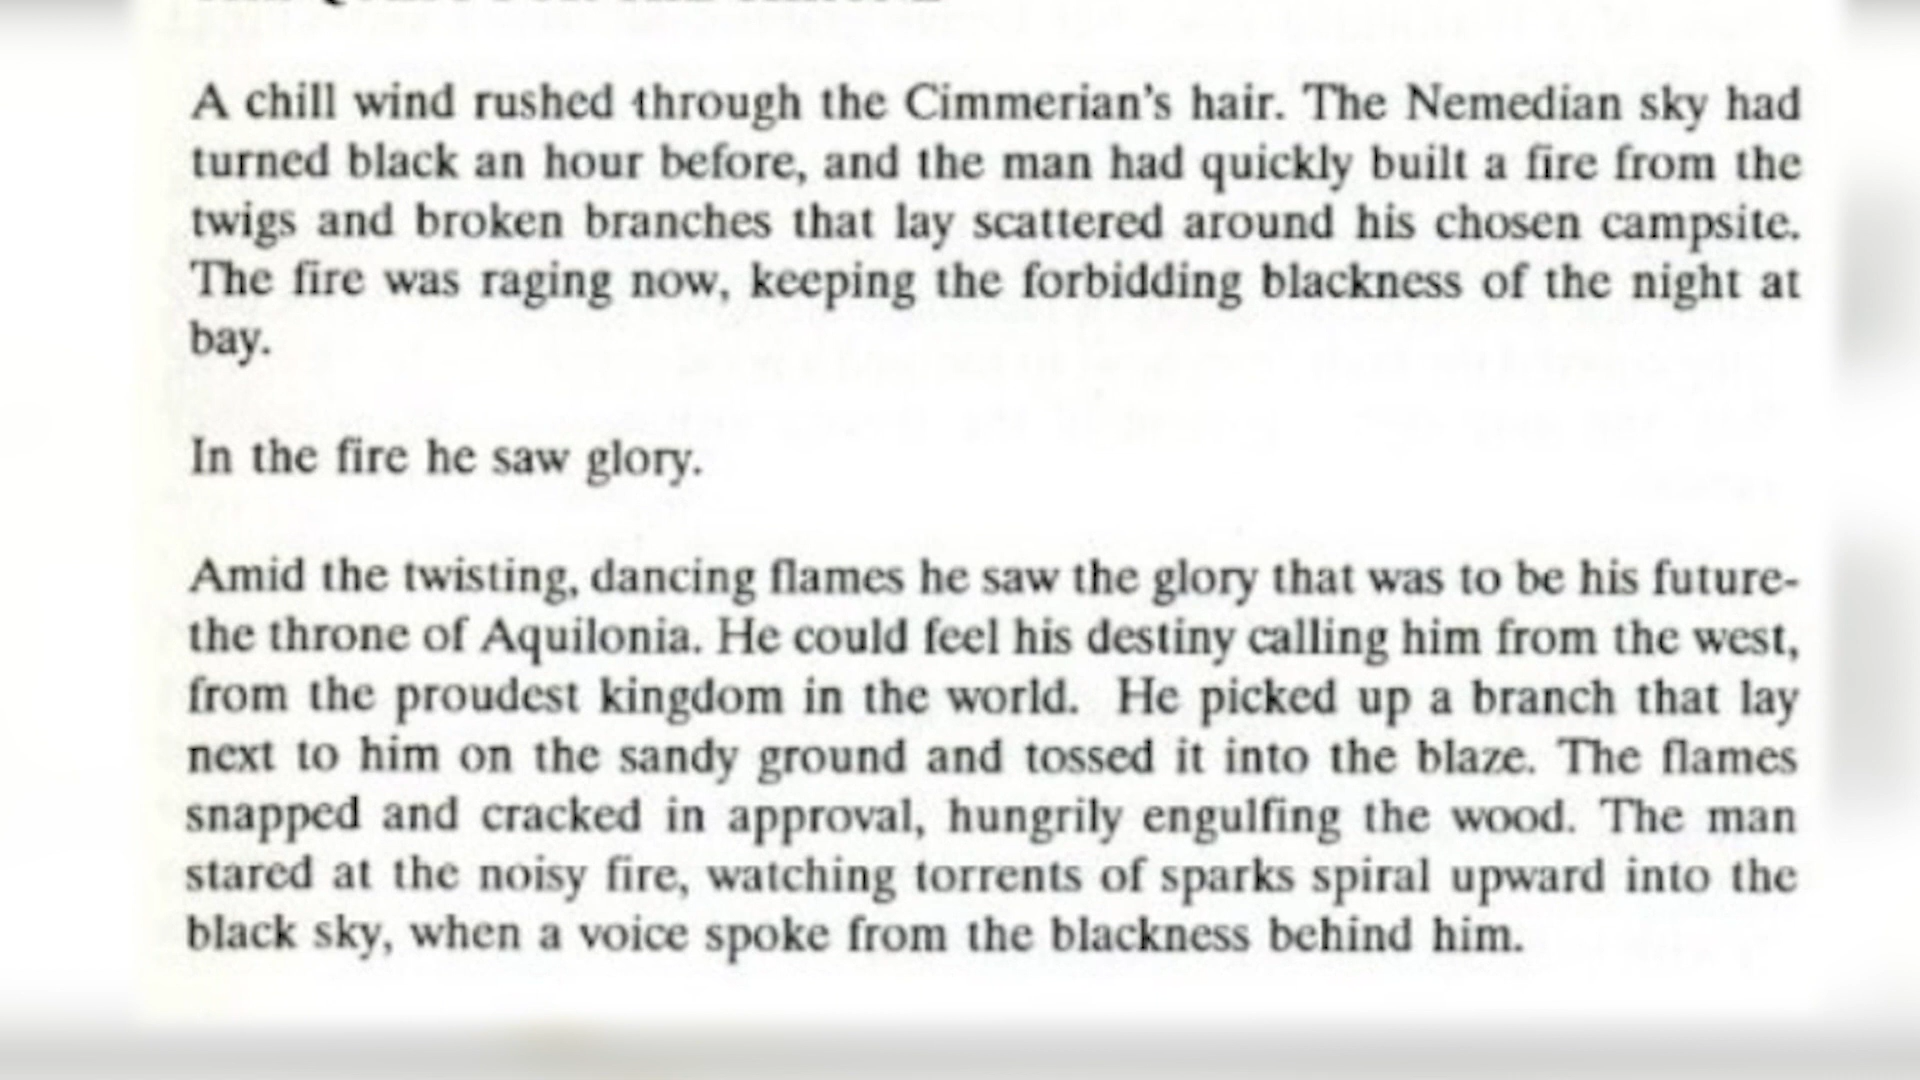 A chill wind rushed through the Cimmerian's hair. The Nemedian sky had
turned black an hour before, and the man had quickly built a fire from the
twigs and broken branches that lay scattered around his chosen campsite.
The fire was raging now, keeping the forbidding blackness of the night at
bay.
In the fire he saw glory.
Amid the twisting, dancing flames he saw the glory that was to be his future-
the throne of Aquilonia. He could feel his destiny calling him from the west,
from the proudest kingdom in the world.  He picked up a branch that lay
next to him on the sandy ground and tossed it into the blaze. The flames
snapped and cracked in approval, hungrily engulfing the wood. The man
stared at the noisy fire, watching torrents of sparks spiral upward into the
black sky, when a voice spoke from the blackness behind him.